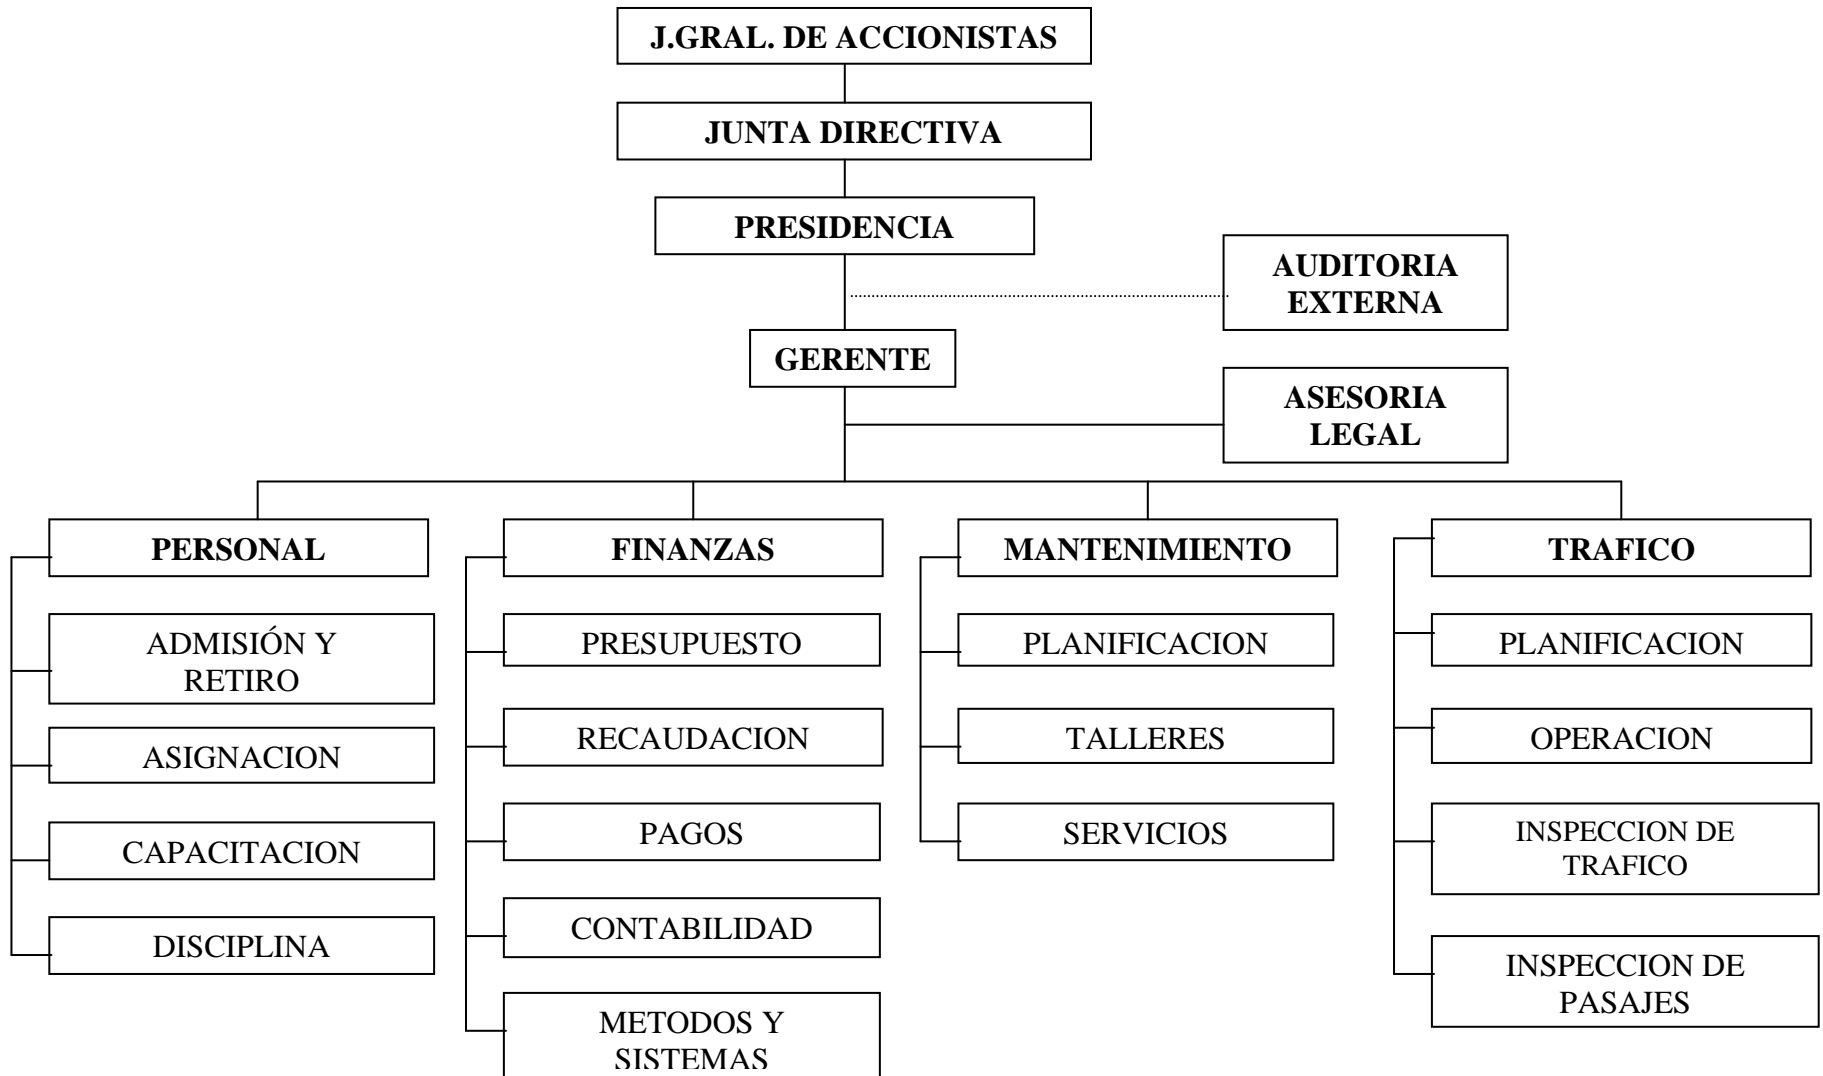 J.GRAL. DE ACCIONISTAS
JUNTA DIRECTIVA
PRESIDENCIA
AUDITORIA
EXTERNA
GERENTE
ASESORIA
LEGAL
PERSONAL
ADMISIÓN Y
RETIRO
ASIGNACION
CAPACITACION
DISCIPLINA
FINANZAS
PRESUPUESTO
RECAUDACION
PAGOS
CONTABILIDAD
METODOS Y
SISTEMAS
MANTENIMIENTO
PLANIFICACION
TALLERES
SERVICIOS
TRAFICO
PLANIFICACION
OPERACION
INSPECCION DE
TRAFICO
INSPECCION DE
PASAJES